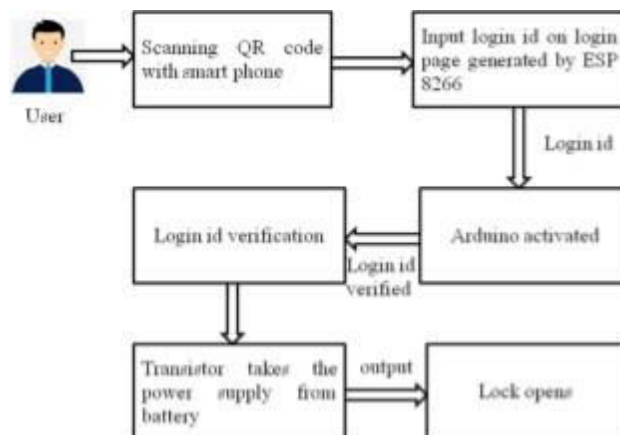 Scanning QR code
with smart phone
Input login id on login
page generated by ESP
8266
User
Login id
Login id verification
Arduino activated
Login id
verified
Transistor takes the
power supply from
battery
output
Lock opens